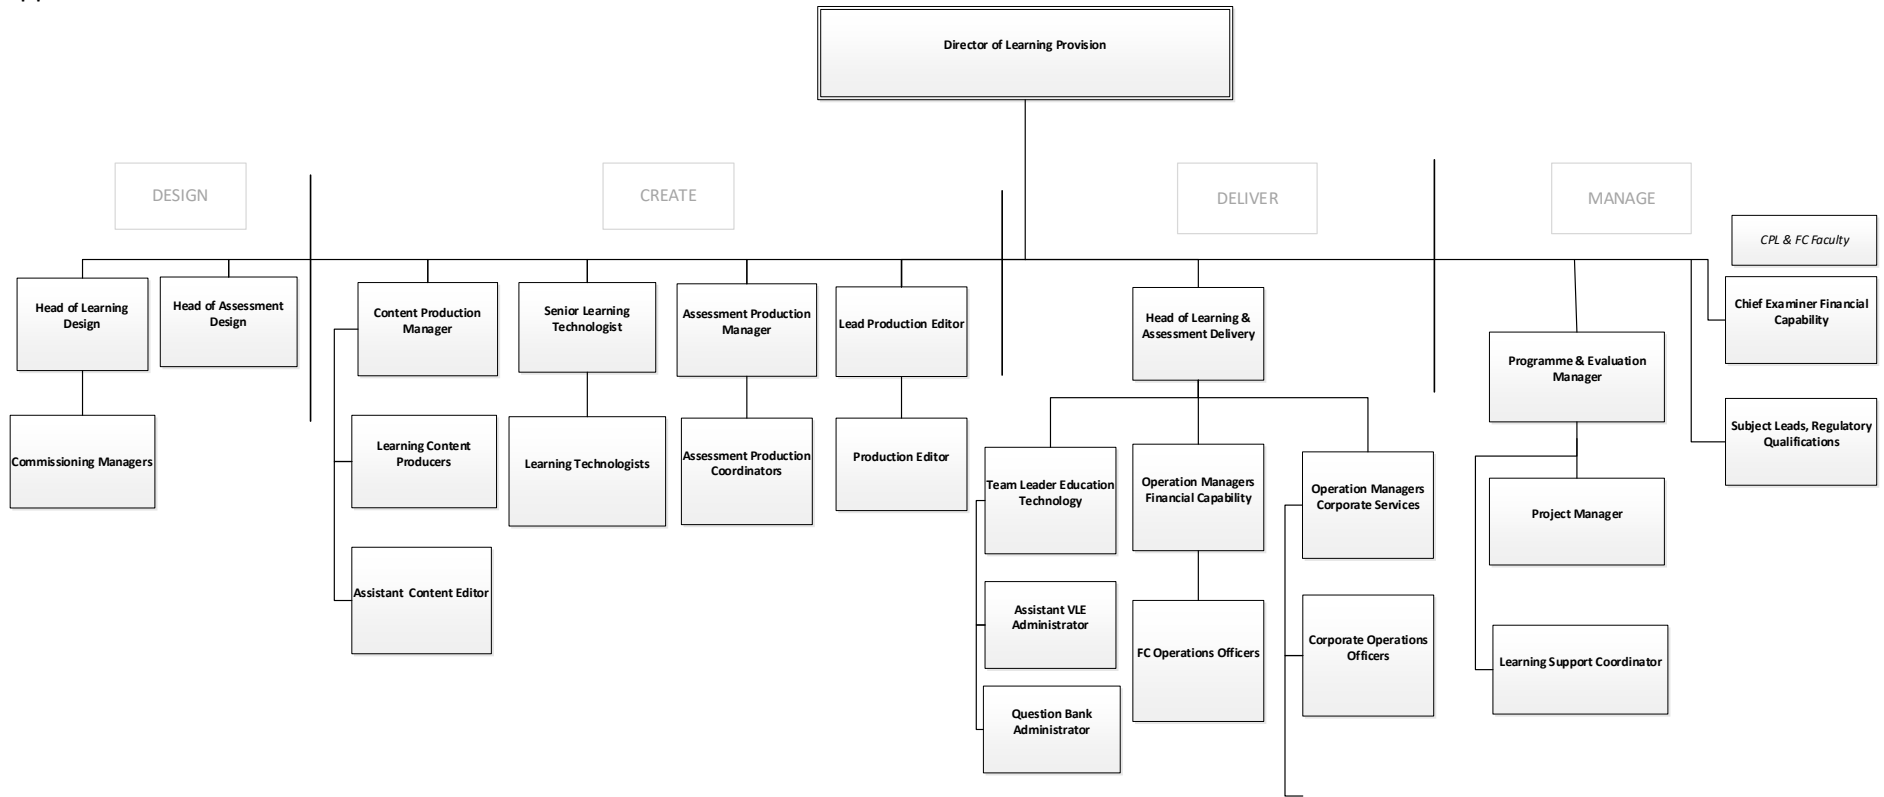 Director of Learning Provision
DESIGN
CREATE
DELIVER
MANAGE
CPL & FC Faculty
Head of Learning
Design
Head of Assessment
Design
Content Production
Manager
Senior Learning
Technologist
Assessment Production
Manager
Lead Production Editor
Head of Learning &
Assessment Delivery
Programme & Evaluation
Manager
Chief Examiner Financial
Capability
Subject Leads, Regulatory
Qualifications
Commissioning Managers
Learning Content
Producers
Learning Technologists
Assessment Production
Coordinators
Production Editor
Team Leader Education
Technology
Operation Managers
Financial Capability
Operation Managers
Corporate Services
Project Manager
Assistant Content Editor
Assistant VLE
Administrator
FC Operations Officers
Corporate Operations
Officers
Learning Support Coordinator
Question Bank
Administrator